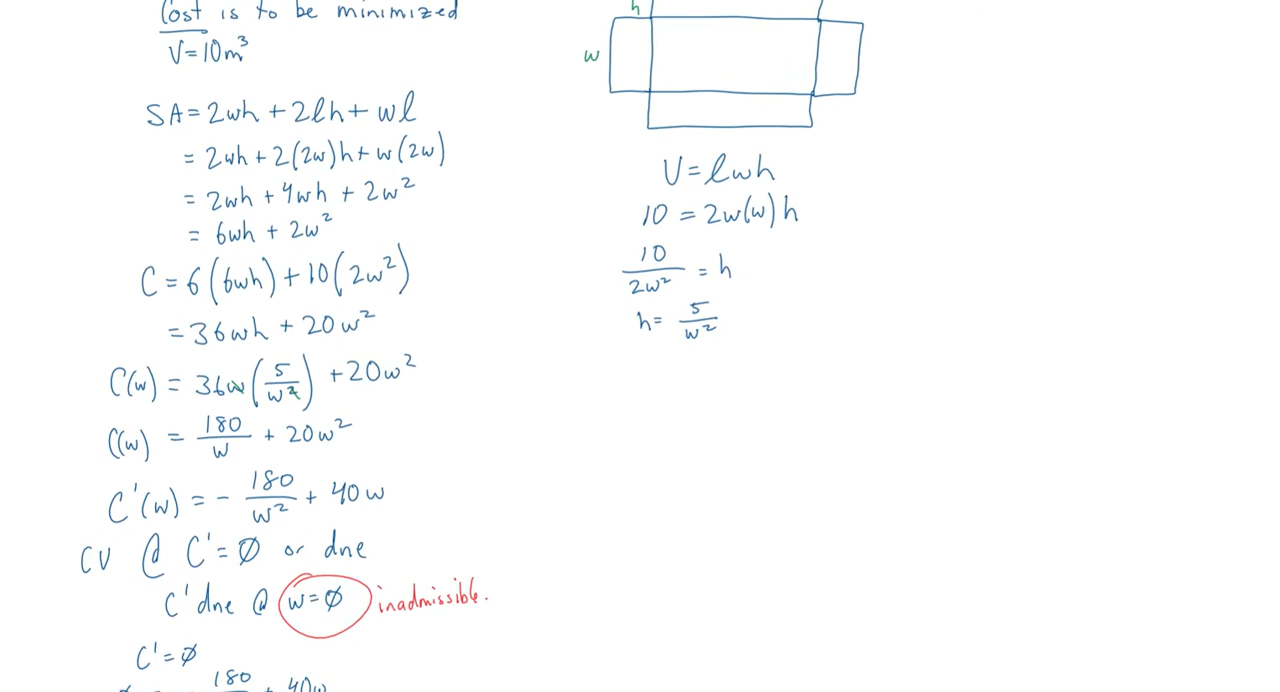 Cost is to be minimized
V=10m³
SA = 2wh + 2lh + wl
= 2wh + 2(2w)h + w(2w)
= 2wh + 4wh + 2w²
= 6wh + 2w²
C = 6(6wh) + 10(2w²)
= 36wh + 20w²
C(w) = 36w(5/w²) + 20w²
C(w) = 180/w + 20w²
C'(w) = - 180/w² + 40w
CV @ C'=∅ or dne
C' dne @ w=∅ inadmissible.
C'=∅
180 + 40w
h
w
V = lwh
10 = 2w(w)h
10/2w² = h
h = 5/w²